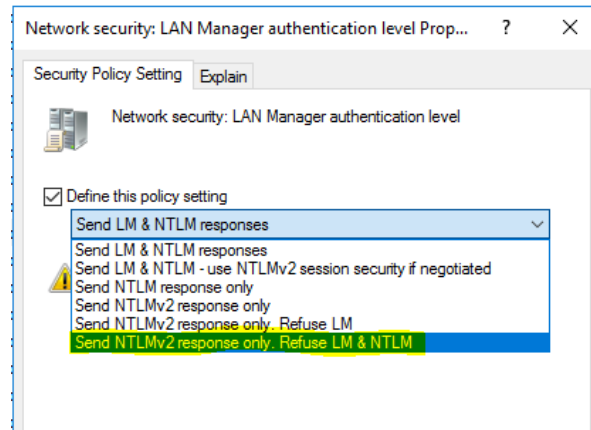 Network security: LAN Manager authentication level Prop... ?
Security Policy Setting Explain
Network security: LAN Manager authentication level
Define this policy setting
Send LM & NTLM responses
Send LM & NTLM responses
Send LM & NTLM - use NTLMv2 session security if negotiated
Send NTLM response only
Send NTLMv2 response only
Send NTLMv2 response only. Refuse LM
Send NTLMv2 response only. Refuse LM & NTLM